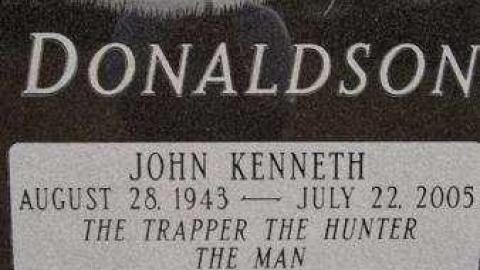 DONALDSON
JOHN KENNETH
AUGUST 28, 1943 — JULY 22, 2005
THE TRAPPER THE HUNTER
THE MAN